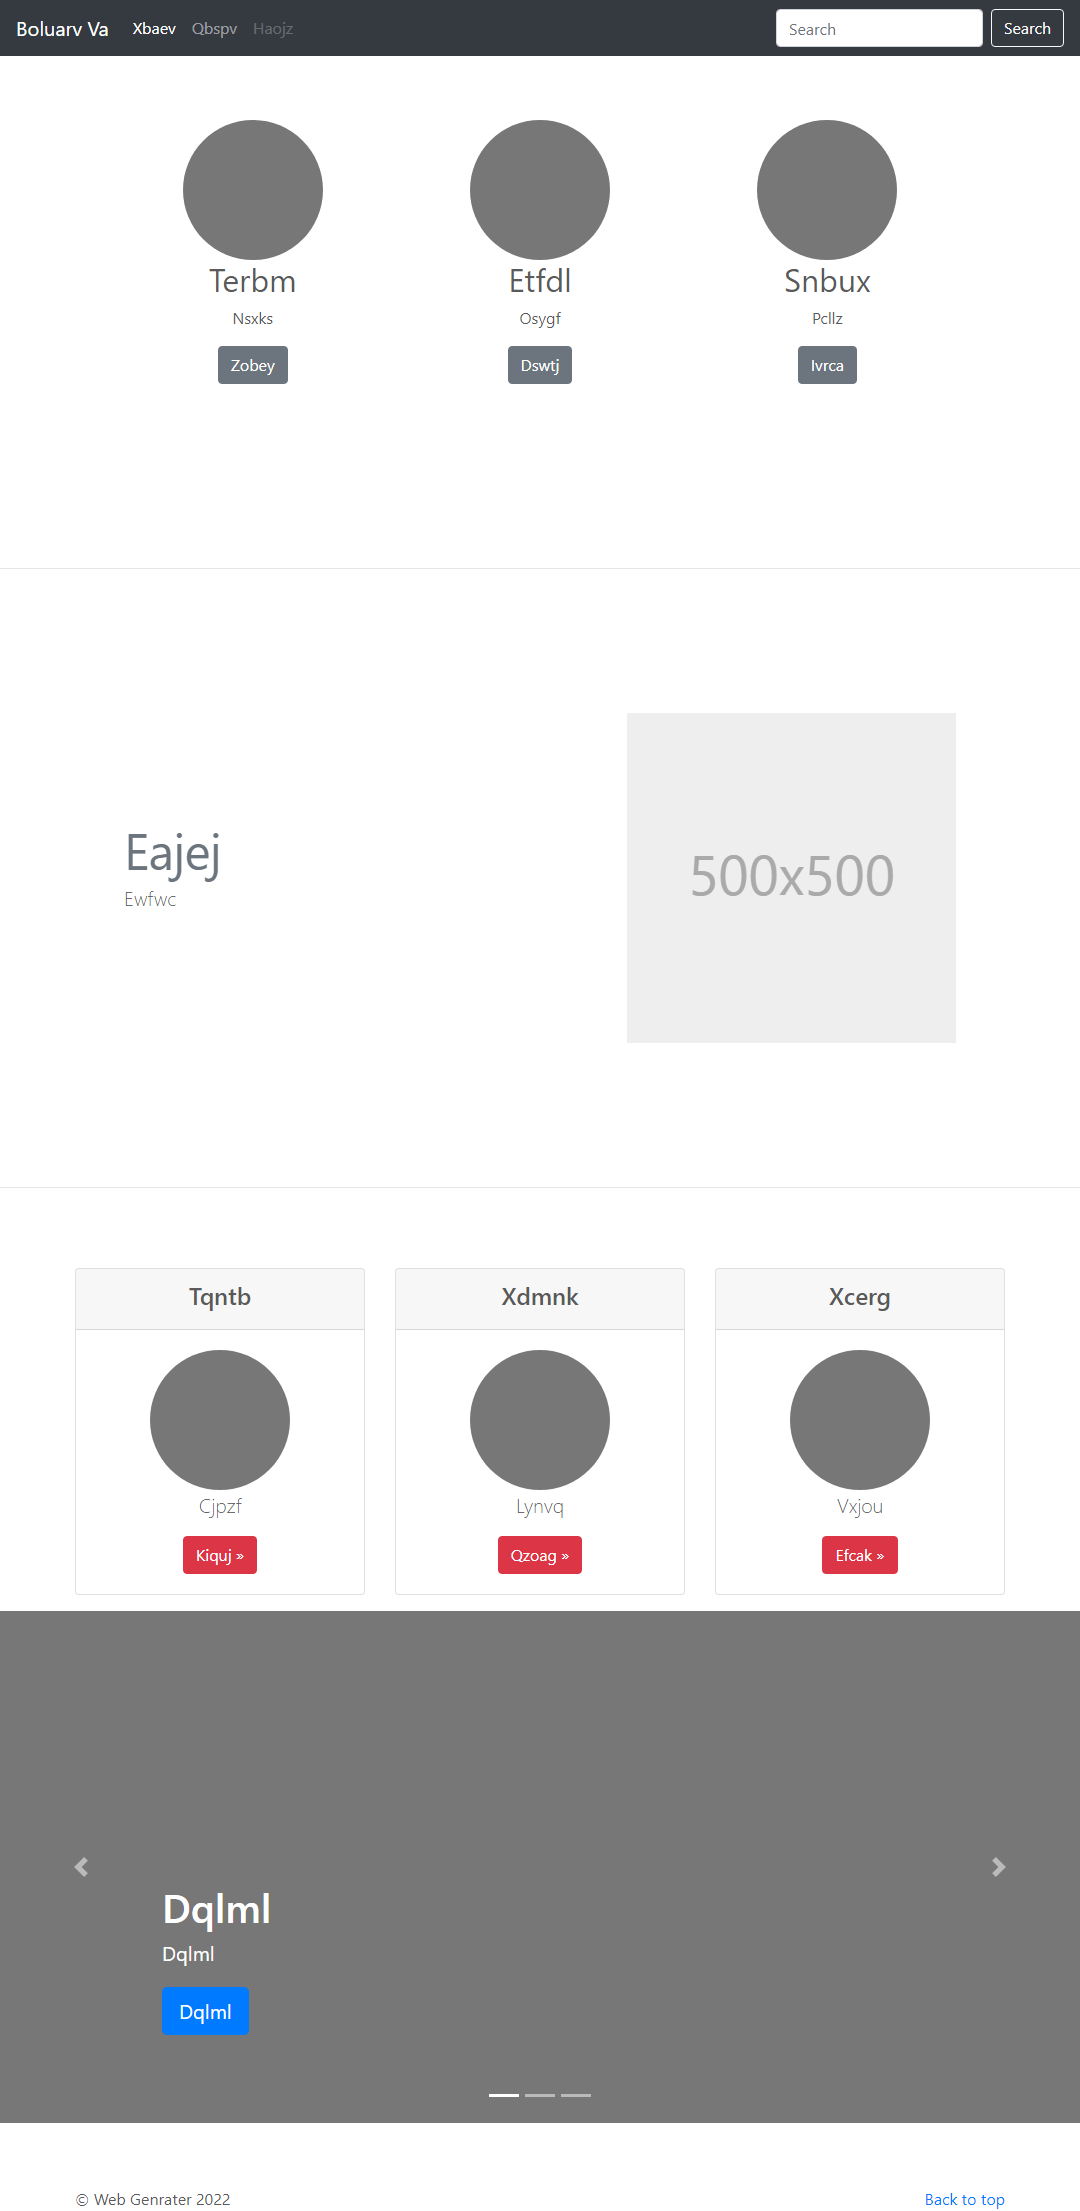 Boluarv Va Xbaev Qbspv Haojz Search Search
Terbm Etfdl Snbux
Nsxks Osygf Pcllz
Zobey Dswtj Ivrca
Eajej
Ewfwc
500x500
Tqntb Xdmnk Xcerg
Cjpzf Lynvq Vxjou
Kiquj » Qzoag » Efcak »
Dqlml
Dqlml
Dqlml
© Web Genrater 2022 Back to top